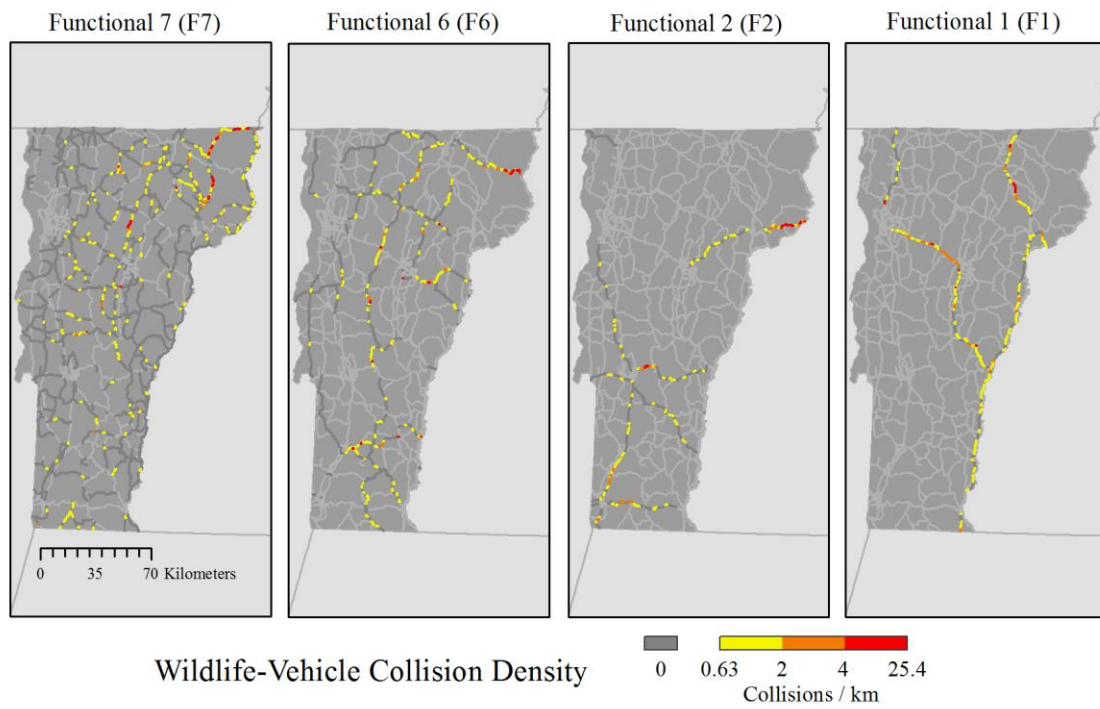 Functional 7 (F7)
Functional 6 (F6)
Functional 2 (F2)
Functional 1 (F1)
0 35 70 Kilometers
Wildlife-Vehicle Collision Density
0 0.63 2 4 25.4
Collisions / km